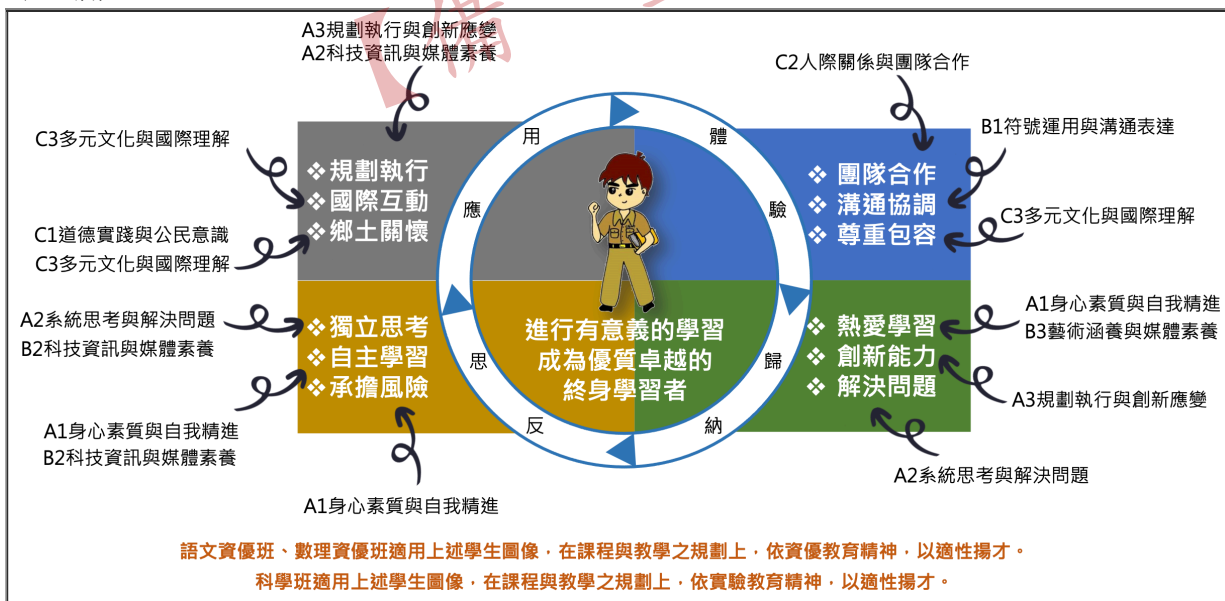 【備
A3規劃執行與創新應變
A2科技資訊與媒體素養
C2人際關係與團隊合作
C3多元文化與國際理解
B1符號運用與溝通表達
用
體
❖ 規劃執行
❖ 國際互動
❖ 鄉土關懷
應
驗
❖ 團隊合作
❖ 溝通協調
❖ 尊重包容
C3多元文化與國際理解
C1道德實踐與公民意識
C3多元文化與國際理解
A2系統思考與解決問題
B2科技資訊與媒體素養
❖ 獨立思考
❖ 自主學習
❖ 承擔風險
思
反
進行有意義的學習
成為優質卓越的
終身學習者
歸
納
❖ 熱愛學習
❖ 創新能力
❖ 解決問題
A1身心素質與自我精進
B3藝術涵養與媒體素養
A3規劃執行與創新應變
A1身心素質與自我精進
B2科技資訊與媒體素養
A2系統思考與解決問題
A1身心素質與自我精進
語文資優班、數理資優班適用上述學生圖像，在課程與教學之規劃上，依資優教育精神，以適性揚才。
科學班適用上述學生圖像，在課程與教學之規劃上，依實驗教育精神，以適性揚才。